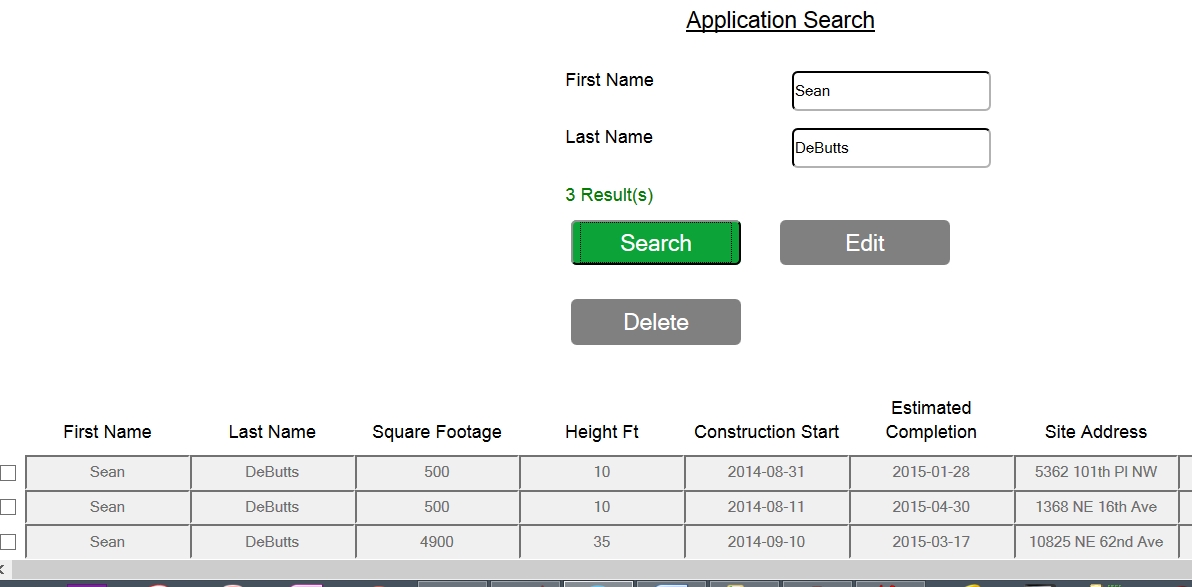 Application Search
First Name
Sean
Last Name
DeButts
3 Result(s)
Search Edit
Delete
First Name Last Name Square Footage Height Ft Construction Start Estimated Completion Site Address
Sean DeButts 500 10 2014-08-31 2015-01-28 5362 101th Pl NW
Sean DeButts 500 10 2014-08-11 2015-04-30 1368 NE 16th Ave
Sean DeButts 4900 35 2014-09-10 2015-03-17 10825 NE 62nd Ave